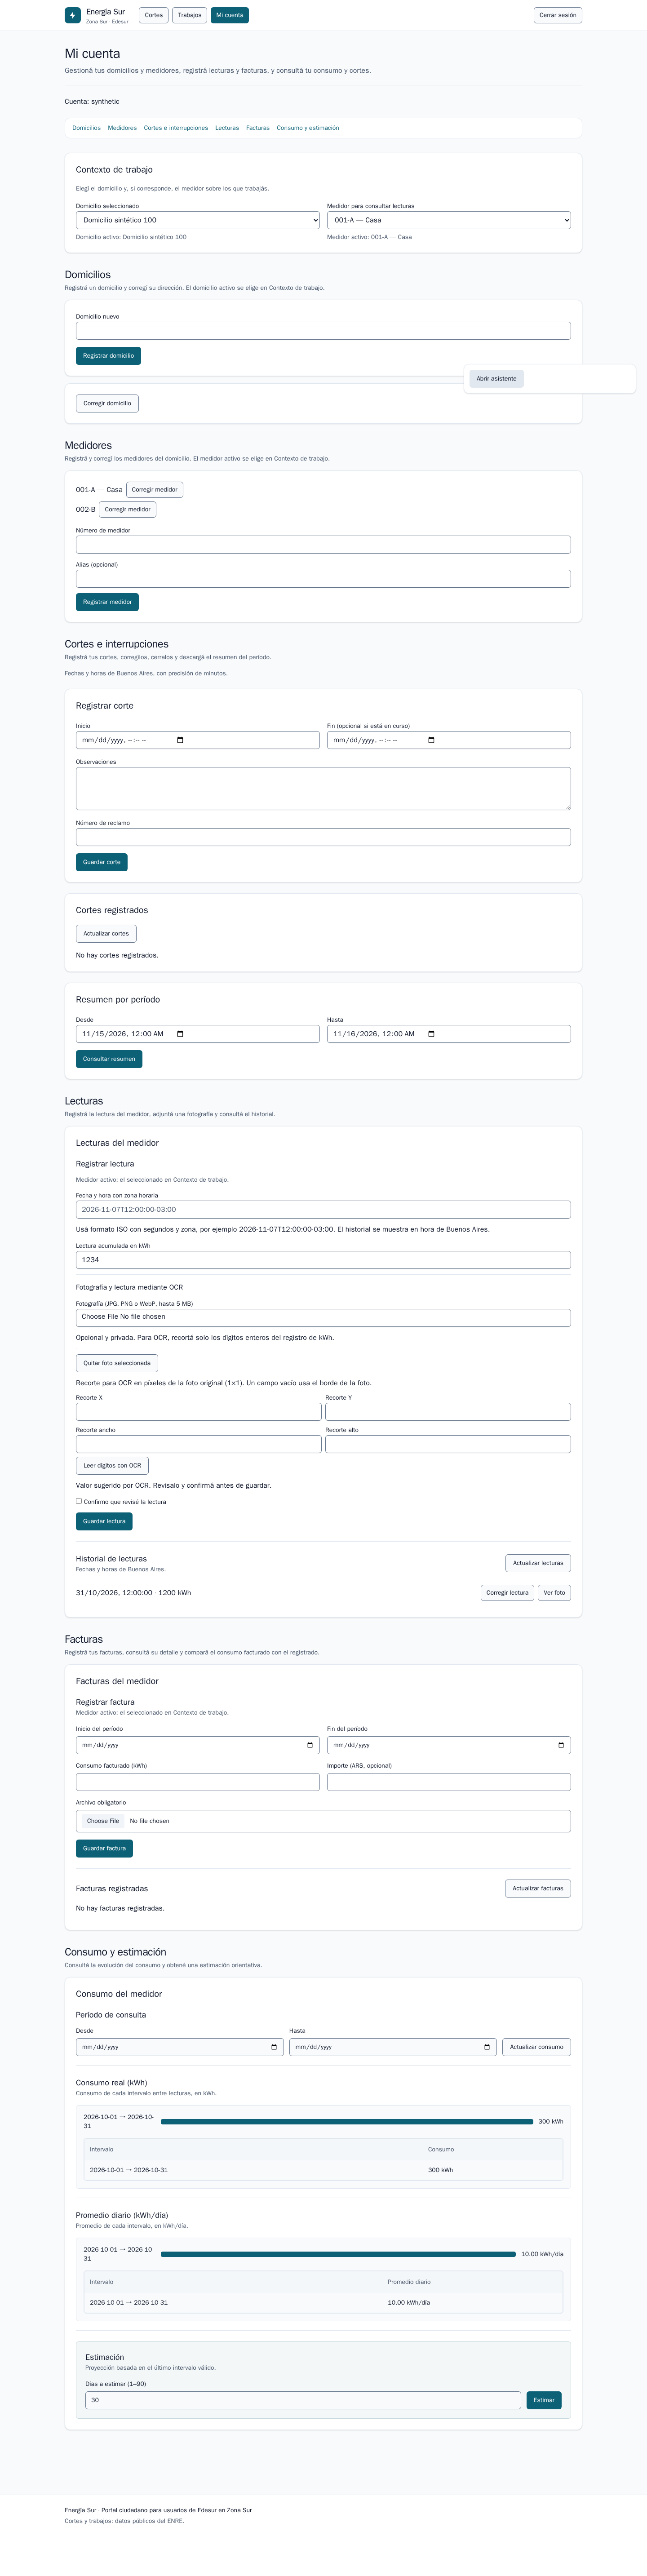 Energía Sur
Zona Sur · Edesur
Cortes
Trabajos
Mi cuenta
Cerrar sesión
Mi cuenta
Gestioná tus domicilios y medidores, registrá lecturas y facturas, y consultá tu consumo y cortes.
Cuenta: synthetic
Domicilios
Medidores
Cortes e interrupciones
Lecturas
Facturas
Consumo y estimación
Contexto de trabajo
Elegí el domicilio y, si corresponde, el medidor sobre los que trabajás.
Domicilio seleccionado
Medidor para consultar lecturas
Domicilio sintético 100
001-A — Casa
Domicilio activo: Domicilio sintético 100
Medidor activo: 001-A — Casa
Domicilios
Registrá un domicilio y corregí su dirección. El domicilio activo se elige en Contexto de trabajo.
Domicilio nuevo
Registrar domicilio
Abrir asistente
Corregir domicilio
Medidores
Registrá y corregí los medidores del domicilio. El medidor activo se elige en Contexto de trabajo.
001-A — Casa
Corregir medidor
002-B
Corregir medidor
Número de medidor
Alias (opcional)
Registrar medidor
Cortes e interrupciones
Registrá tus cortes, corregilos, cerralos y descargá el resumen del período.
Fechas y horas de Buenos Aires, con precisión de minutos.
Registrar corte
Inicio
Fin (opcional si está en curso)
mm/dd/yyyy, --:-- --
mm/dd/yyyy, --:-- --
Observaciones
Número de reclamo
Guardar corte
Cortes registrados
Actualizar cortes
No hay cortes registrados.
Resumen por período
Desde
Hasta
11/15/2026, 12:00 AM
11/16/2026, 12:00 AM
Consultar resumen
Lecturas
Registrá la lectura del medidor, adjuntá una fotografía y consultá el historial.
Lecturas del medidor
Registrar lectura
Medidor activo: el seleccionado en Contexto de trabajo.
Fecha y hora con zona horaria
2026-11-07T12:00:00-03:00
Usá formato ISO con segundos y zona, por ejemplo 2026-11-07T12:00:00-03:00. El historial se muestra en hora de Buenos Aires.
Lectura acumulada en kWh
1234
Fotografía y lectura mediante OCR
Fotografía (JPG, PNG o WebP, hasta 5 MB)
Choose File No file chosen
Opcional y privada. Para OCR, recortá solo los dígitos enteros del registro de kWh.
Quitar foto seleccionada
Recorte para OCR en píxeles de la foto original (1×1). Un campo vacío usa el borde de la foto.
Recorte X
Recorte Y
Recorte ancho
Recorte alto
Leer dígitos con OCR
Valor sugerido por OCR. Revisalo y confirmá antes de guardar.
Confirmo que revisé la lectura
Guardar lectura
Historial de lecturas
Fechas y horas de Buenos Aires.
Actualizar lecturas
31/10/2026, 12:00:00 · 1200 kWh
Corregir lectura
Ver foto
Facturas
Registrá tus facturas, consultá su detalle y compará el consumo facturado con el registrado.
Facturas del medidor
Registrar factura
Medidor activo: el seleccionado en Contexto de trabajo.
Inicio del período
Fin del período
mm/dd/yyyy
mm/dd/yyyy
Consumo facturado (kWh)
Importe (ARS, opcional)
Archivo obligatorio
Choose File No file chosen
Guardar factura
Facturas registradas
Actualizar facturas
No hay facturas registradas.
Consumo y estimación
Consultá la evolución del consumo y obtené una estimación orientativa.
Consumo del medidor
Período de consulta
Desde
Hasta
mm/dd/yyyy
mm/dd/yyyy
Actualizar consumo
Consumo real (kWh)
Consumo de cada intervalo entre lecturas, en kWh.
2026-10-01 → 2026-10-
31
300 kWh
Intervalo
Consumo
2026-10-01 → 2026-10-31
300 kWh
Promedio diario (kWh/día)
Promedio de cada intervalo, en kWh/día.
2026-10-01 → 2026-10-
31
10.00 kWh/día
Intervalo
Promedio diario
2026-10-01 → 2026-10-31
10.00 kWh/día
Estimación
Proyección basada en el último intervalo válido.
Días a estimar (1–90)
30
Estimar
Energía Sur · Portal ciudadano para usuarios de Edesur en Zona Sur
Cortes y trabajos: datos públicos del ENRE.